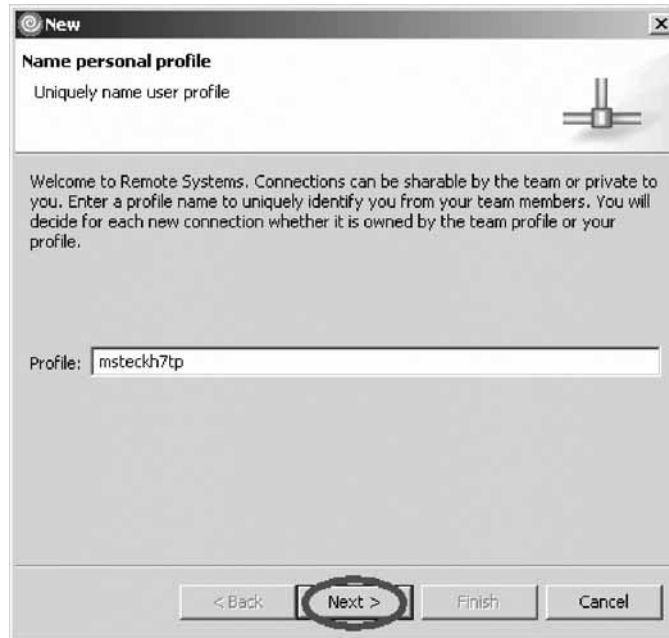 New
Name personal profile
Uniquely name user profile
Welcome to Remote Systems. Connections can be sharable by the team or private to
you. Enter a profile name to uniquely identify you from your team members. You will
decide for each new connection whether it is owned by the team profile or your
profile.
Profile: msteckh7tp
< Back Next > Finish Cancel